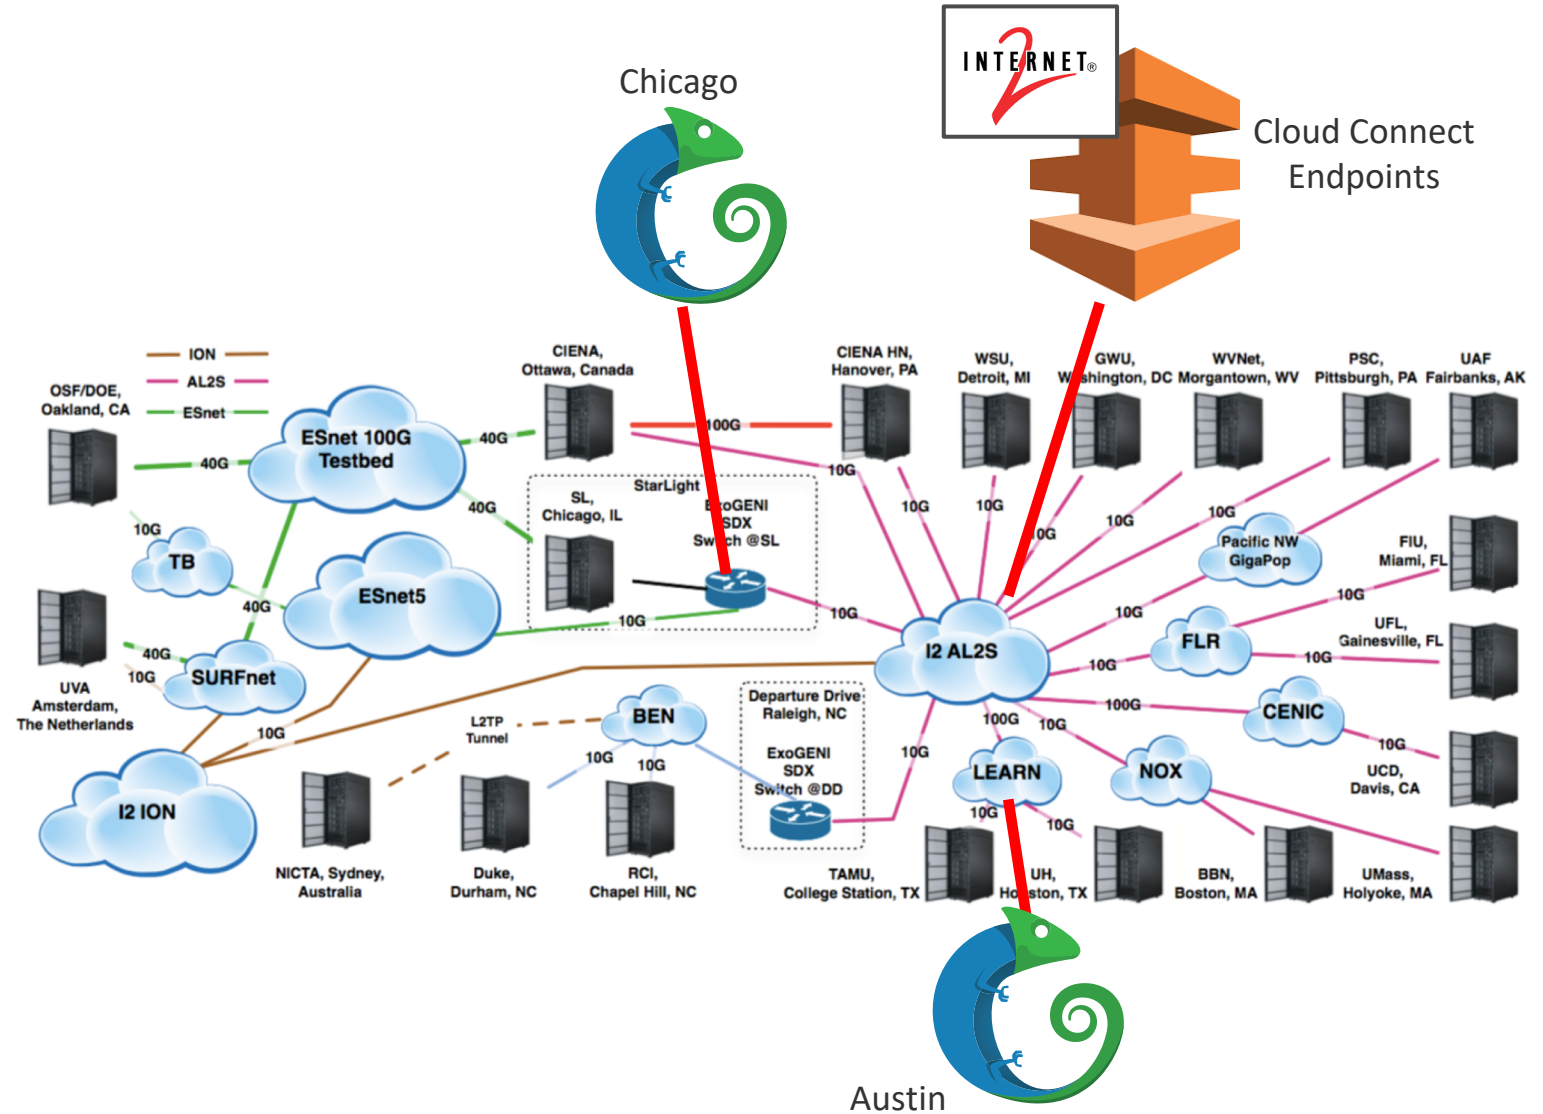 Chicago
INTERNET®
2
Cloud Connect
Endpoints
ION
AL2S
ESnet
OSF/DOE,
Oakland, CA
CIENA,
Ottawa, Canada
CIENA HN,
Hanover, PA
WSU,
Detroit, MI
GWU,
Washington, DC
WVNet,
Morgantown, WV
PSC,
Pittsburgh, PA
UAF
Fairbanks, AK
ESnet 100G
Testbed
40G
40G
40G
100G
10G
StarLight
SL,
Chicago, IL
ExoGENI
SDX
Switch @SL
10G
10G
10G
10G
10G
10G
TB
10G
ESnet5
40G
10G
10G
Pacific NW
GigaPop
10G
FIU,
Miami, FL
10G
UFL,
Gainesville, FL
FLR
10G
10G
I2 AL2S
40G
10G
SURFnet
UVA
Amsterdam,
The Netherlands
10G
L2TP
Tunnel
BEN
10G
10G
Departure Drive
Raleigh, NC
ExoGENI
SDX
Switch @DD
10G
100G
10G
100G
CENIC
10G
UCD,
Davis, CA
LEARN
NOX
10G
10G
I2 ION
NICTA, Sydney,
Australia
Duke,
Durham, NC
RCI,
Chapel Hill, NC
TAMU,
College Station, TX
UH,
Houston, TX
BBN,
Boston, MA
UMass,
Holyoke, MA
Austin